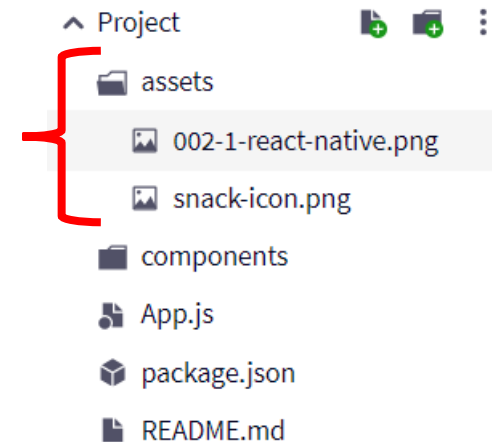 Project
assets
002-1-react-native.png
snack-icon.png
components
App.js
package.json
README.md